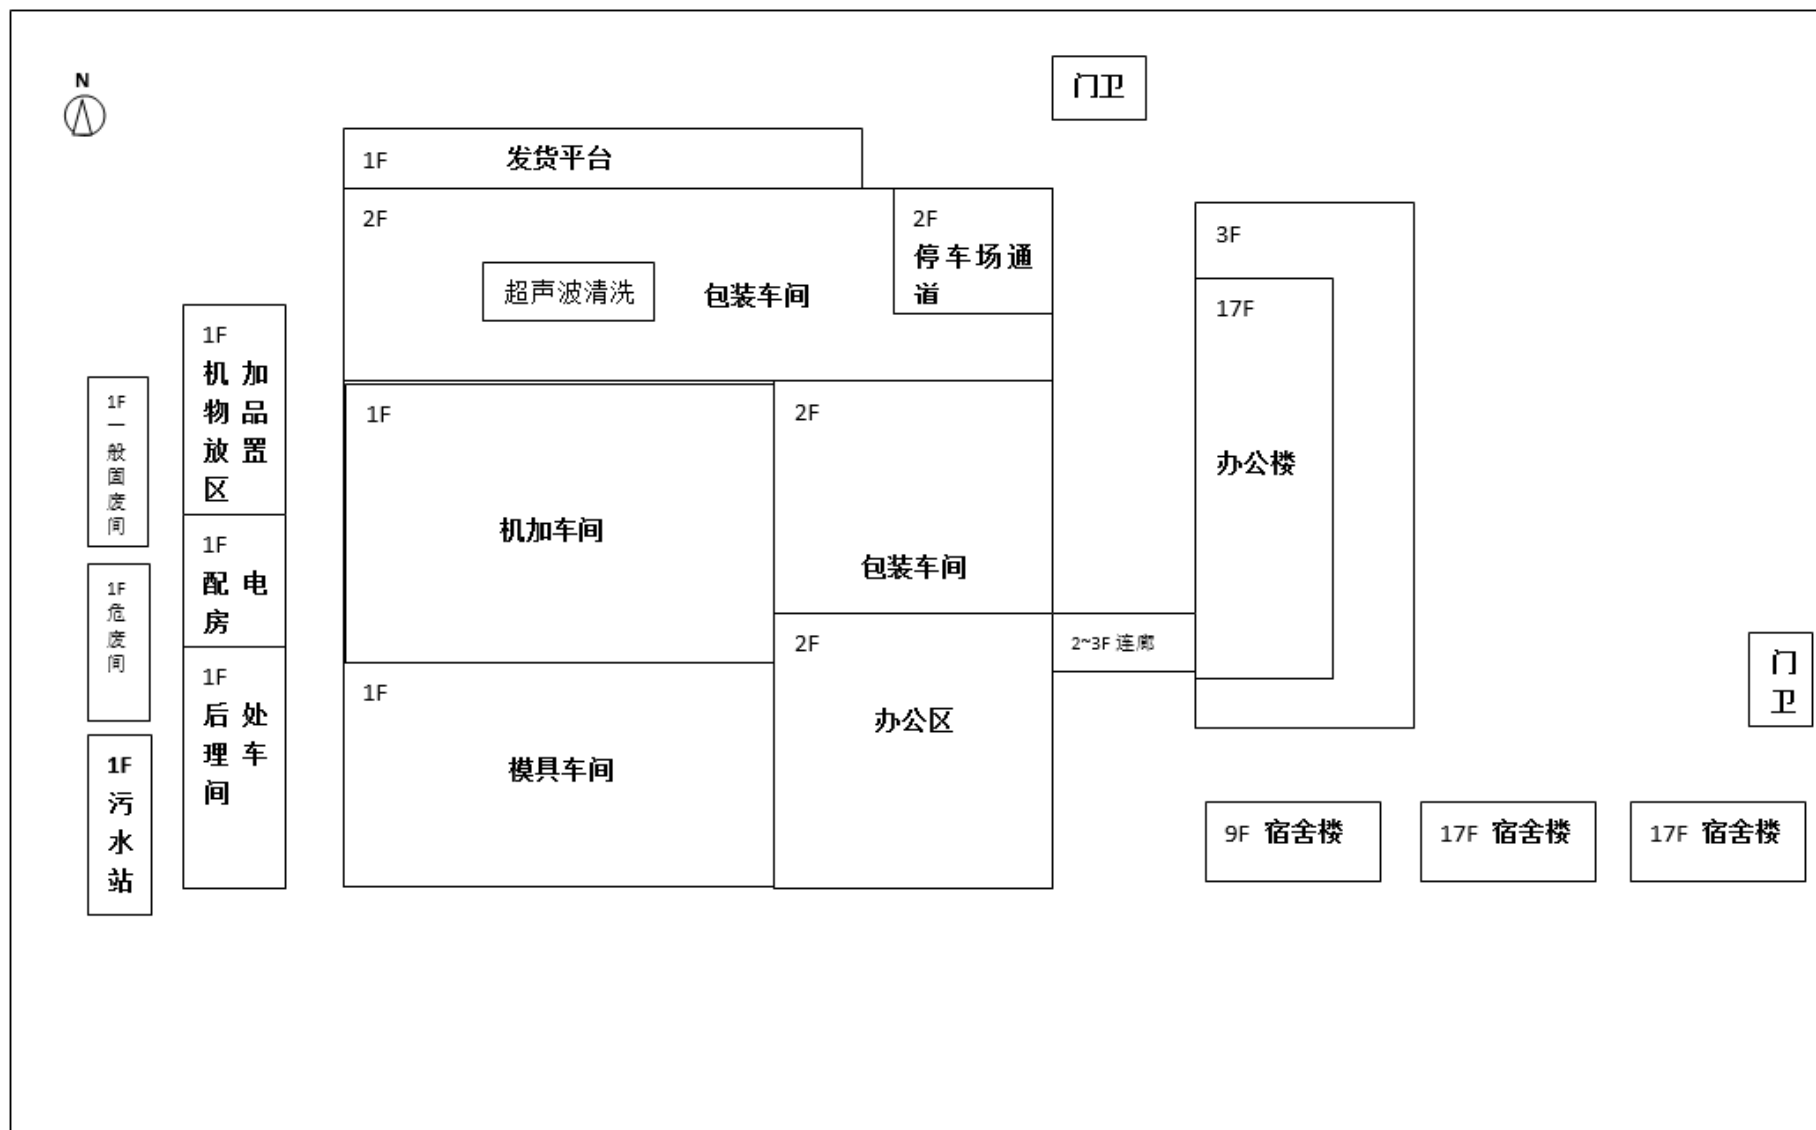 N
门卫
1F 发货平台
2F
超声波清洗
包装车间
2F
停车场通
道
3F
17F
办公楼
1F
机加
物品
放置
区
1F
配电
房
1F
后处
理车
间
1F
一
般
固
废
间
1F
危
废
间
1F
污
水
站
1F
机加车间
2F
包装车间
2F
办公区
2~3F 连廊
1F
模具车间
门
卫
9F 宿舍楼
17F 宿舍楼
17F 宿舍楼